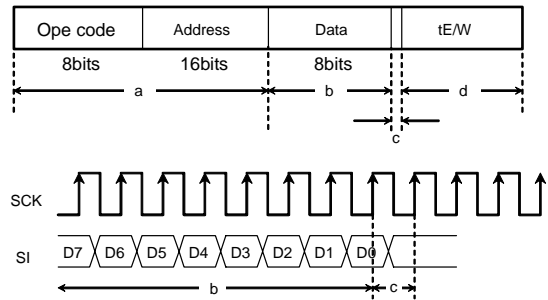 Ope code Address Data tE/W
8bits 16bits 8bits
a b d
c
SCK
SI D7 D6 D5 D4 D3 D2 D1 D0
b c